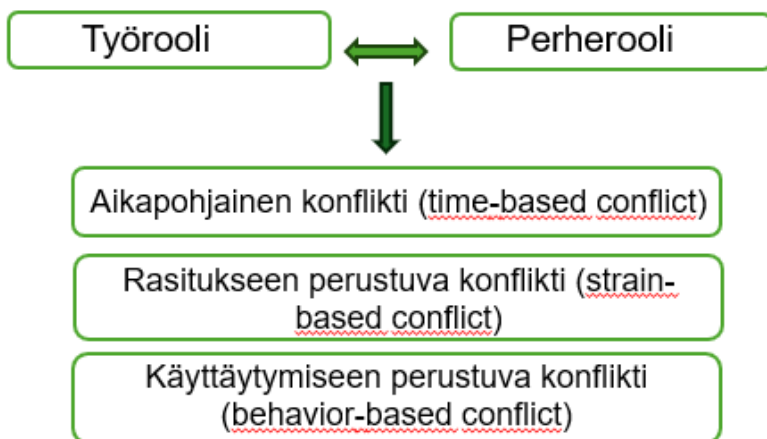 Työrooli
Perherooli
Aikapohjainen konflikti (time-based conflict)
Rasitukseen perustuva konflikti (strain-
based conflict)
Käyttäytymiseen perustuva konflikti
(behavior-based conflict)